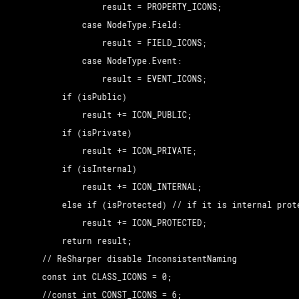 result = PROPERTY_ICONS;
case NodeType.Field:
result = FIELD_ICONS;
case NodeType.Event:
result = EVENT_ICONS;
if (isPublic)
result += ICON_PUBLIC;
if (isPrivate)
result += ICON_PRIVATE;
if (isInternal)
result += ICON_INTERNAL;
else if (isProtected) // if it is internal prote
result += ICON_PROTECTED;
return result;
// ReSharper disable InconsistentNaming
const int CLASS_ICONS = 0;
//const int CONST_ICONS = 6;